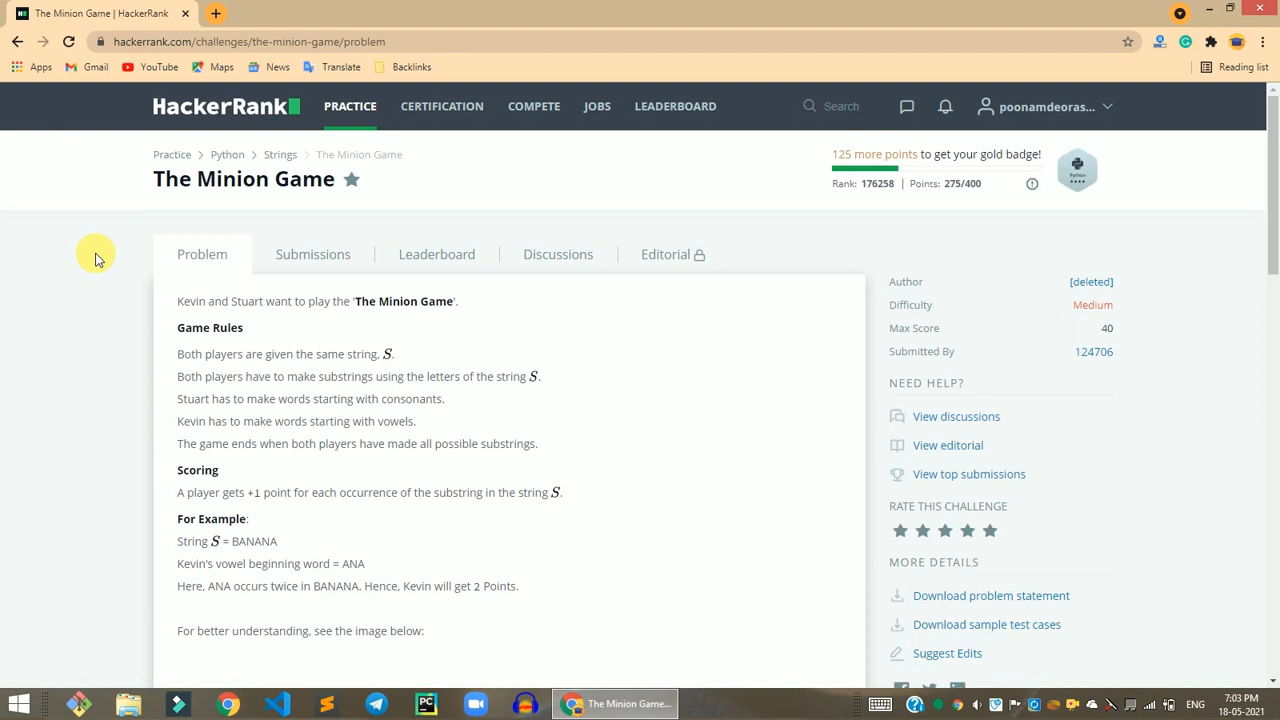 The Minion Game | HackerRank
hackerrank.com/challenges/the-minion-game/problem
Apps Gmail YouTube Maps News Translate Backlinks Reading list
HackerRank PRACTICE CERTIFICATION COMPETE JOBS LEADERBOARD Search poonamdeoras...
Practice > Python > Strings > The Minion Game
125 more points to get your gold badge!
The Minion Game
Rank: 176258 | Points: 275/400
Python
Problem Submissions Leaderboard Discussions Editorial
Kevin and Stuart want to play the 'The Minion Game'.
Game Rules
Both players are given the same string, S.
Both players have to make substrings using the letters of the string S.
Stuart has to make words starting with consonants.
Kevin has to make words starting with vowels.
The game ends when both players have made all possible substrings.
Scoring
A player gets +1 point for each occurrence of the substring in the string S.
For Example:
String S = BANANA
Kevin's vowel beginning word = ANA
Here, ANA occurs twice in BANANA. Hence, Kevin will get 2 Points.
For better understanding, see the image below:
Author [deleted]
Difficulty Medium
Max Score 40
Submitted By 124706
NEED HELP?
View discussions
View editorial
View top submissions
RATE THIS CHALLENGE
MORE DETAILS
Download problem statement
Download sample test cases
Suggest Edits
The Minion Game...
ENG
7:03 PM
18-05-2021